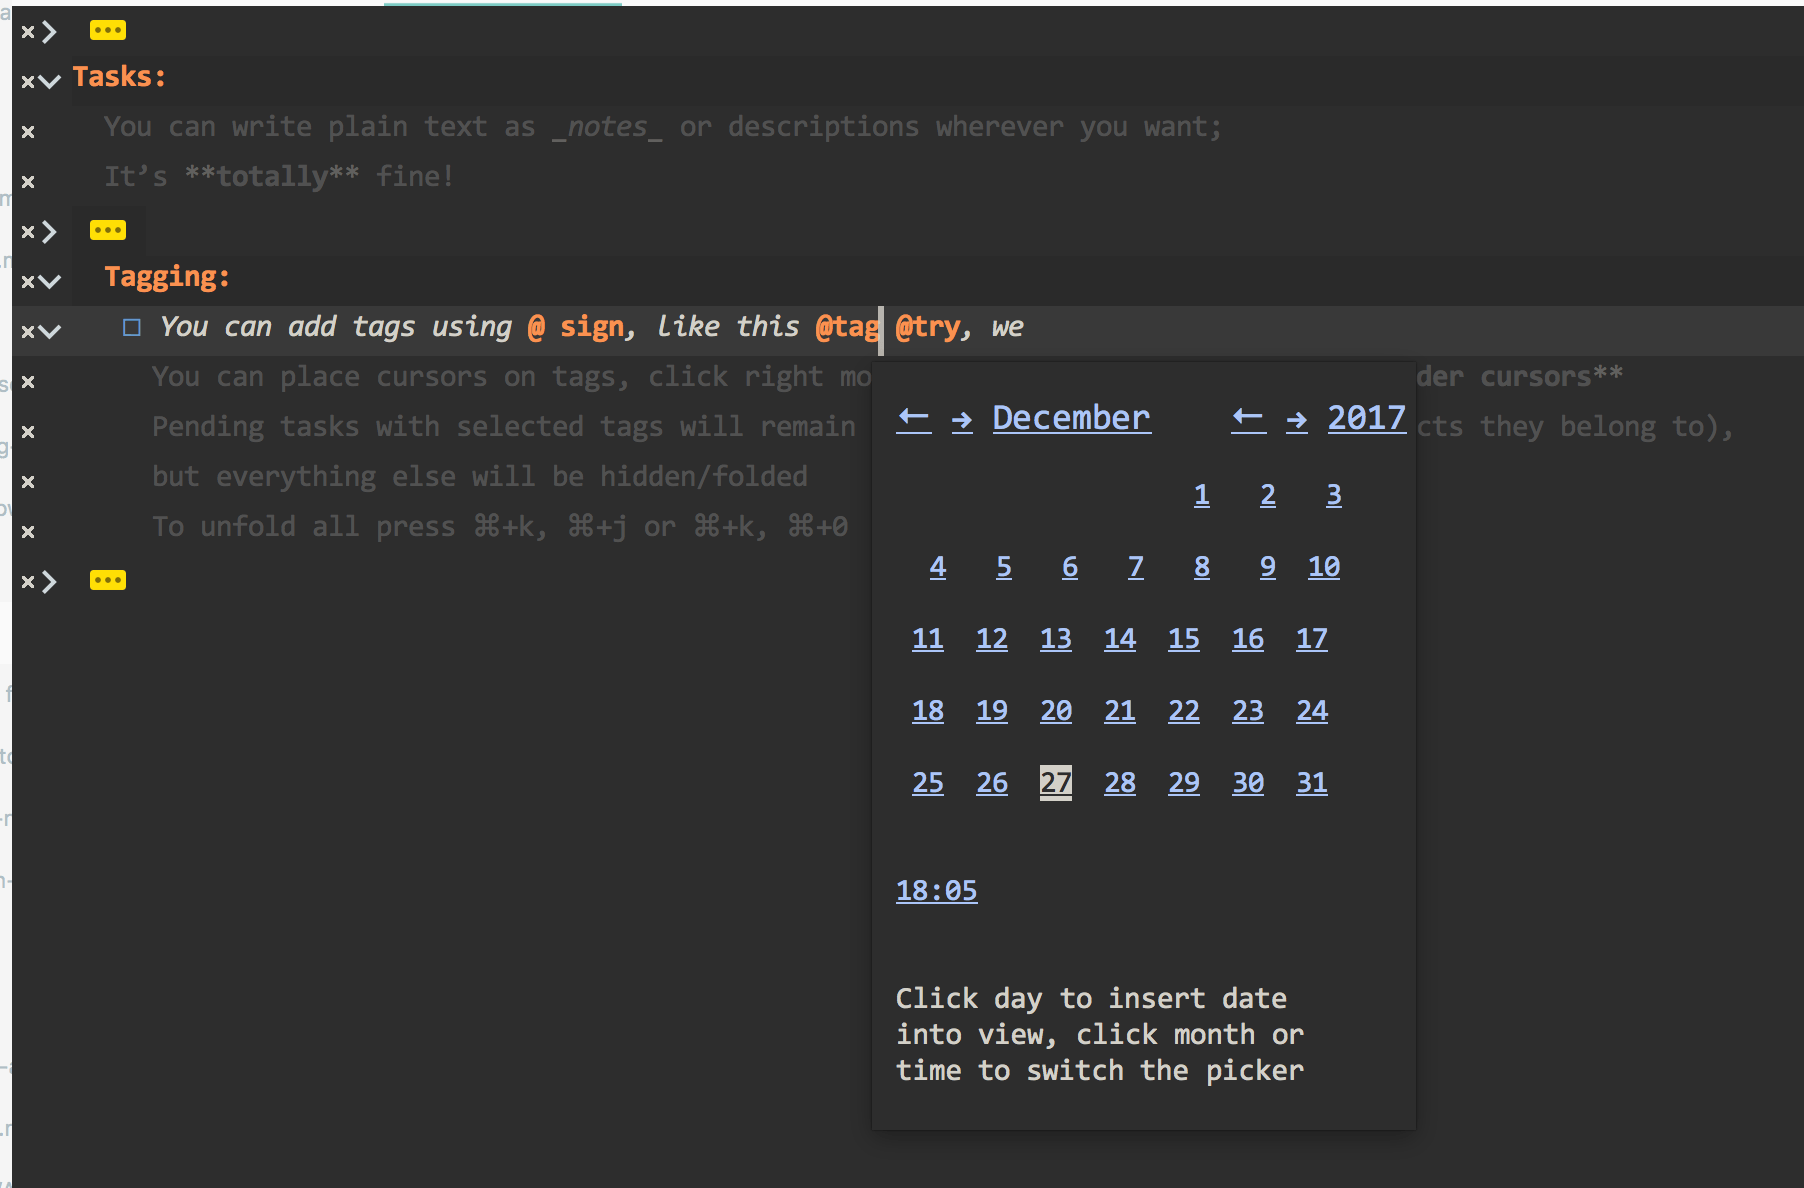 Tasks:
You can write plain text as _notes_ or descriptions wherever you want;
It’s **totally** fine!
Tagging:
You can add tags using @ sign, like this @tag @try, we
You can place cursors on tags, click right mo
der cursors**
Pending tasks with selected tags will remain
cts they belong to),
but everything else will be hidden/folded
To unfold all press ⌘+k, ⌘+j or ⌘+k, ⌘+0
← → December ← → 2017
1 2 3
4 5 6 7 8 9 10
11 12 13 14 15 16 17
18 19 20 21 22 23 24
25 26 27 28 29 30 31
18:05
Click day to insert date
into view, click month or
time to switch the picker